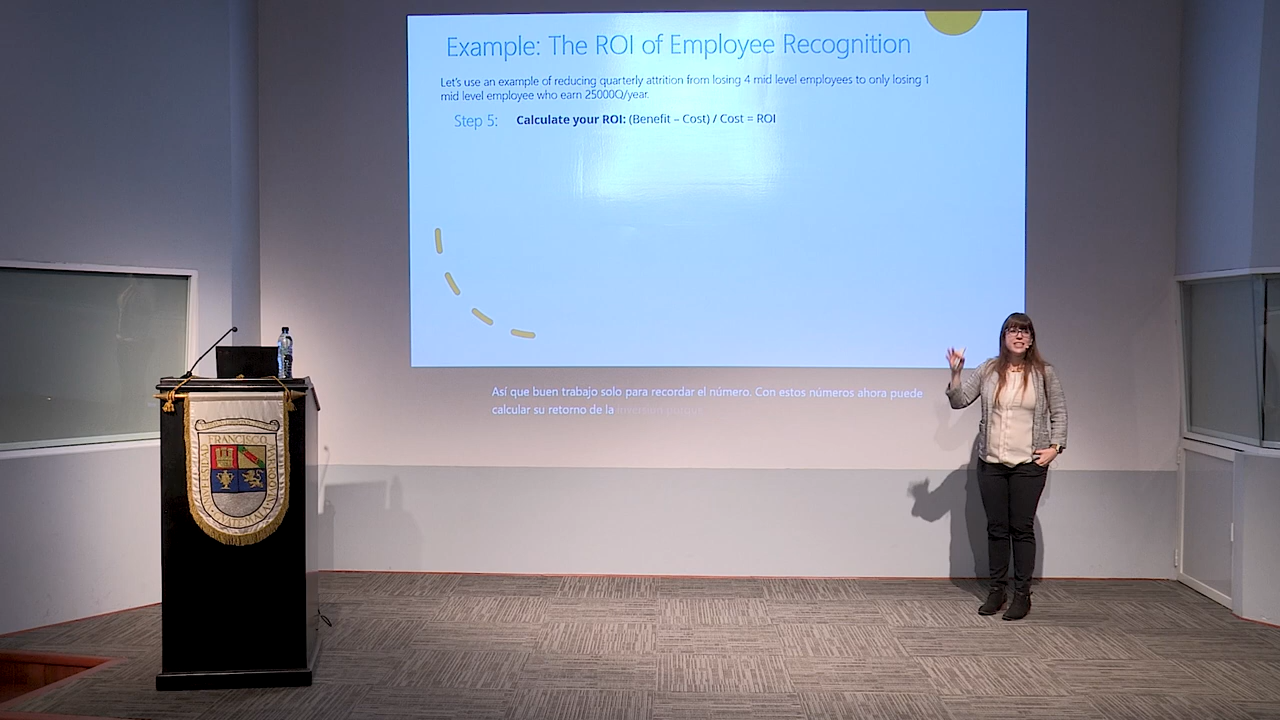 Example: The ROI of Employee Recognition
Let's use an example of reducing quarterly attrition from losing 4 mid level employees to only losing 1
mid level employee who earn 25000Q/year.
Step 5: Calculate your ROI: (Benefit – Cost) / Cost = ROI
Así que buen trabajo solo para recordar el número. Con estos números ahora puede
calcular su retorno de la
FRANCISCO
MARROQUIN
UNIVERSIDAD
GUATEMALA